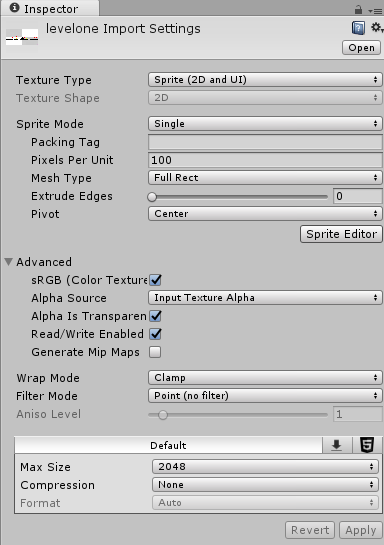 Inspector
levelone Import Settings
Open
Texture Type Sprite (2D and UI)
Texture Shape 2D
Sprite Mode Single
Packing Tag
Pixels Per Unit 100
Mesh Type Full Rect
Extrude Edges 0
Pivot Center
Sprite Editor
Advanced
sRGB (Color Texture
Alpha Source Input Texture Alpha
Alpha Is Transparen
Read/Write Enabled
Generate Mip Maps
Wrap Mode Clamp
Filter Mode Point (no filter)
Aniso Level 1
Default
Max Size 2048
Compression None
Format Auto
Revert Apply